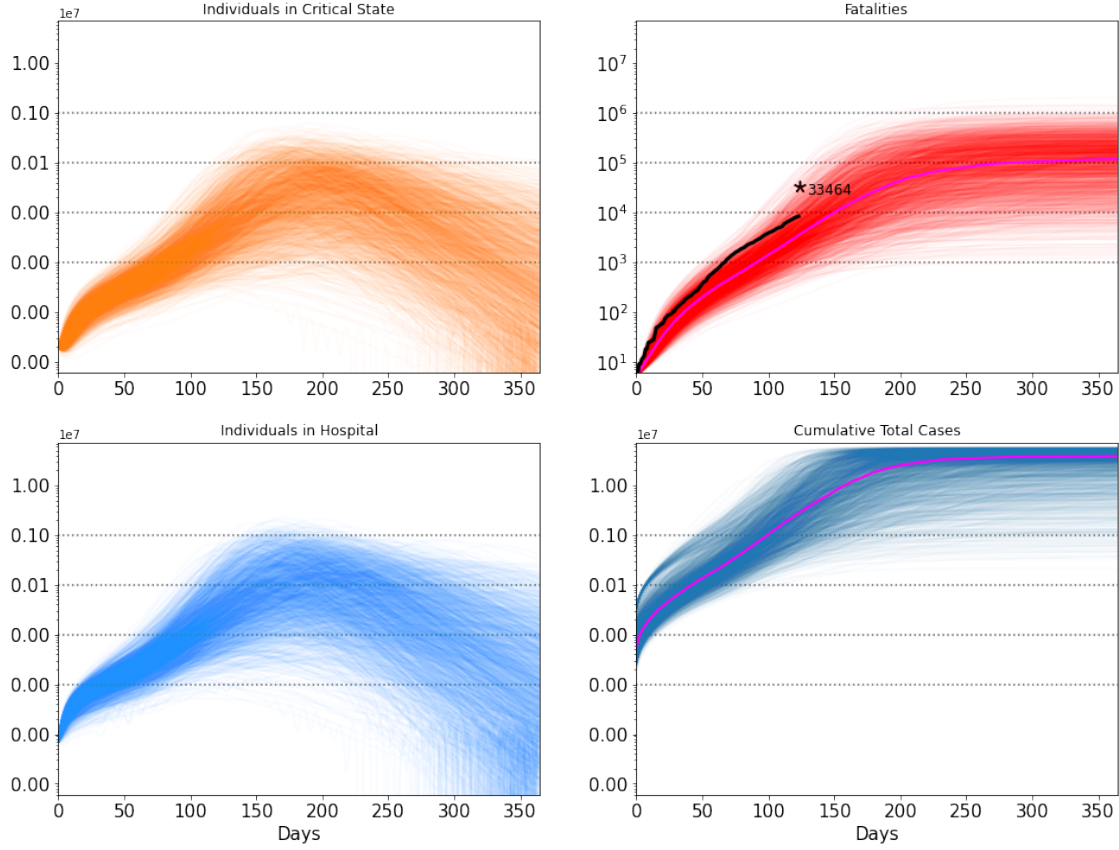 Individuals in Critical State
1e7
1.00
0.10
0.01
0.00
0.00
0.00
0.00
0 50 100 150 200 250 300 350
Fatalities
10⁷
10⁶
10⁵
10⁴
10³
10²
10¹
33464
0 50 100 150 200 250 300 350
Individuals in Hospital
1e7
1.00
0.10
0.01
0.00
0.00
0.00
0.00
0 50 100 150 200 250 300 350
Days
Cumulative Total Cases
1e7
1.00
0.10
0.01
0.00
0.00
0.00
0.00
0 50 100 150 200 250 300 350
Days